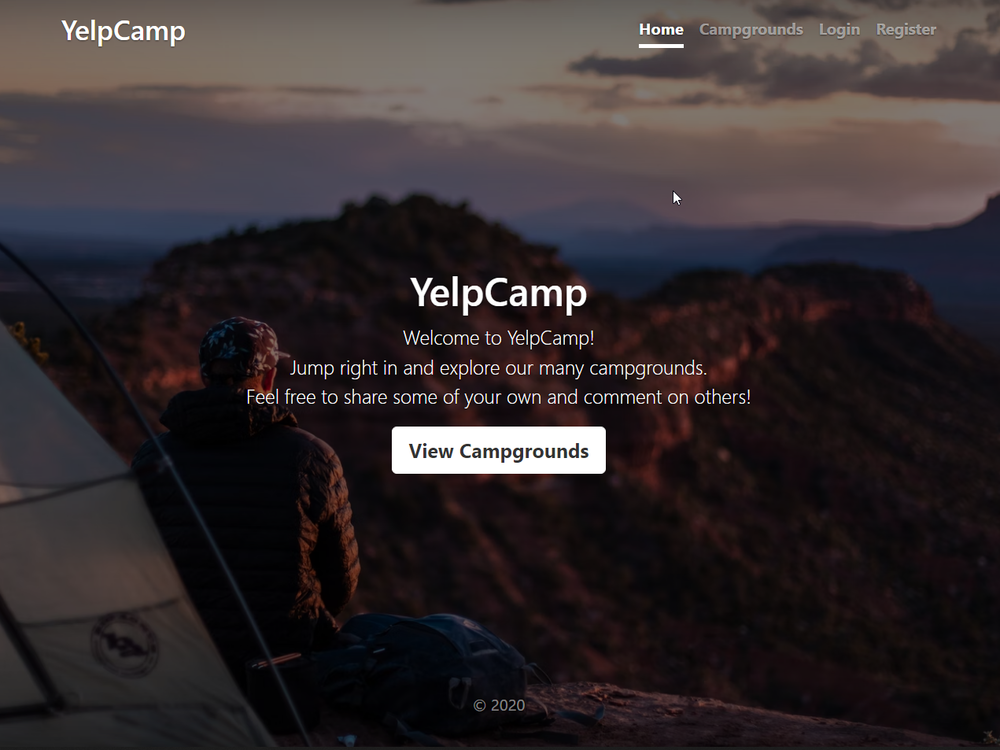 YelpCamp
Home Campgrounds Login Register
YelpCamp
Welcome to YelpCamp!
Jump right in and explore our many campgrounds.
Feel free to share some of your own and comment on others!
View Campgrounds
© 2020